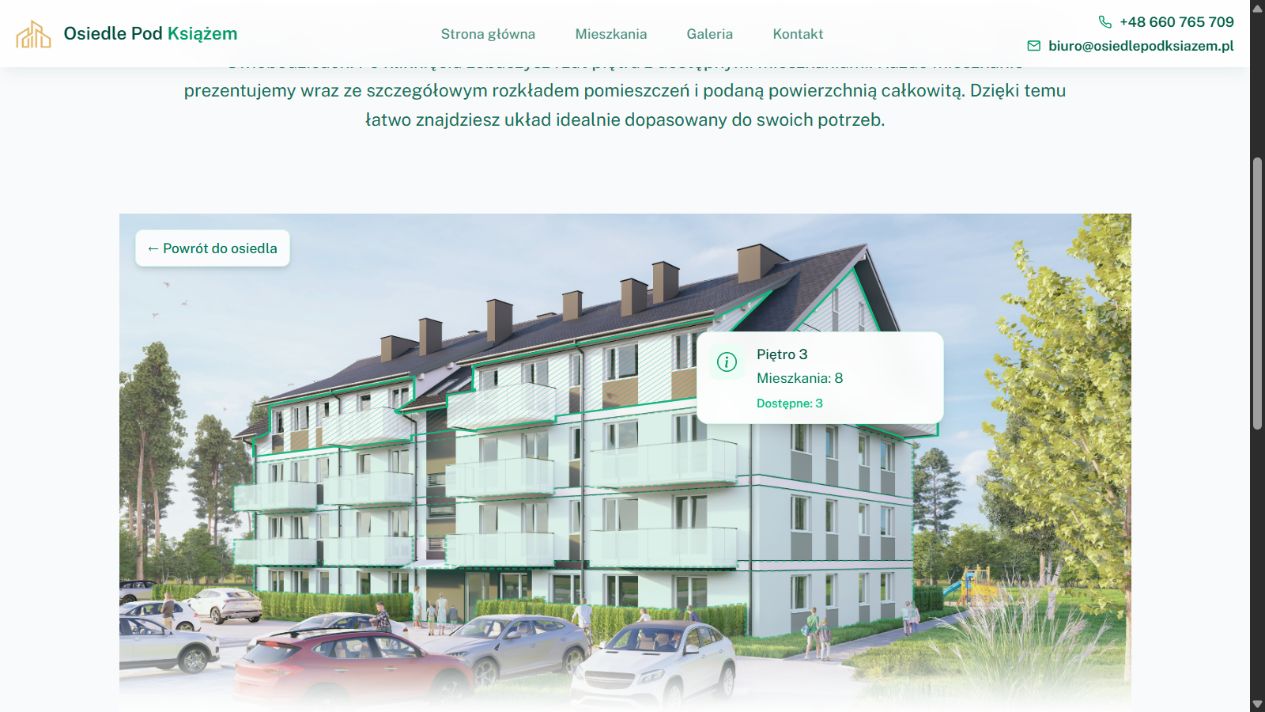 Osiedle Pod Książem
Strona główna
Mieszkania
Galeria
Kontakt
+48 660 765 709
biuro@osiedlepodksiazem.pl
prezentujemy wraz ze szczegółowym rozkładem pomieszczeń i podaną powierzchnią całkowitą. Dzięki temu
łatwo znajdziesz układ idealnie dopasowany do swoich potrzeb.
← Powrót do osiedla
Piętro 3
Mieszkania: 8
Dostępne: 3